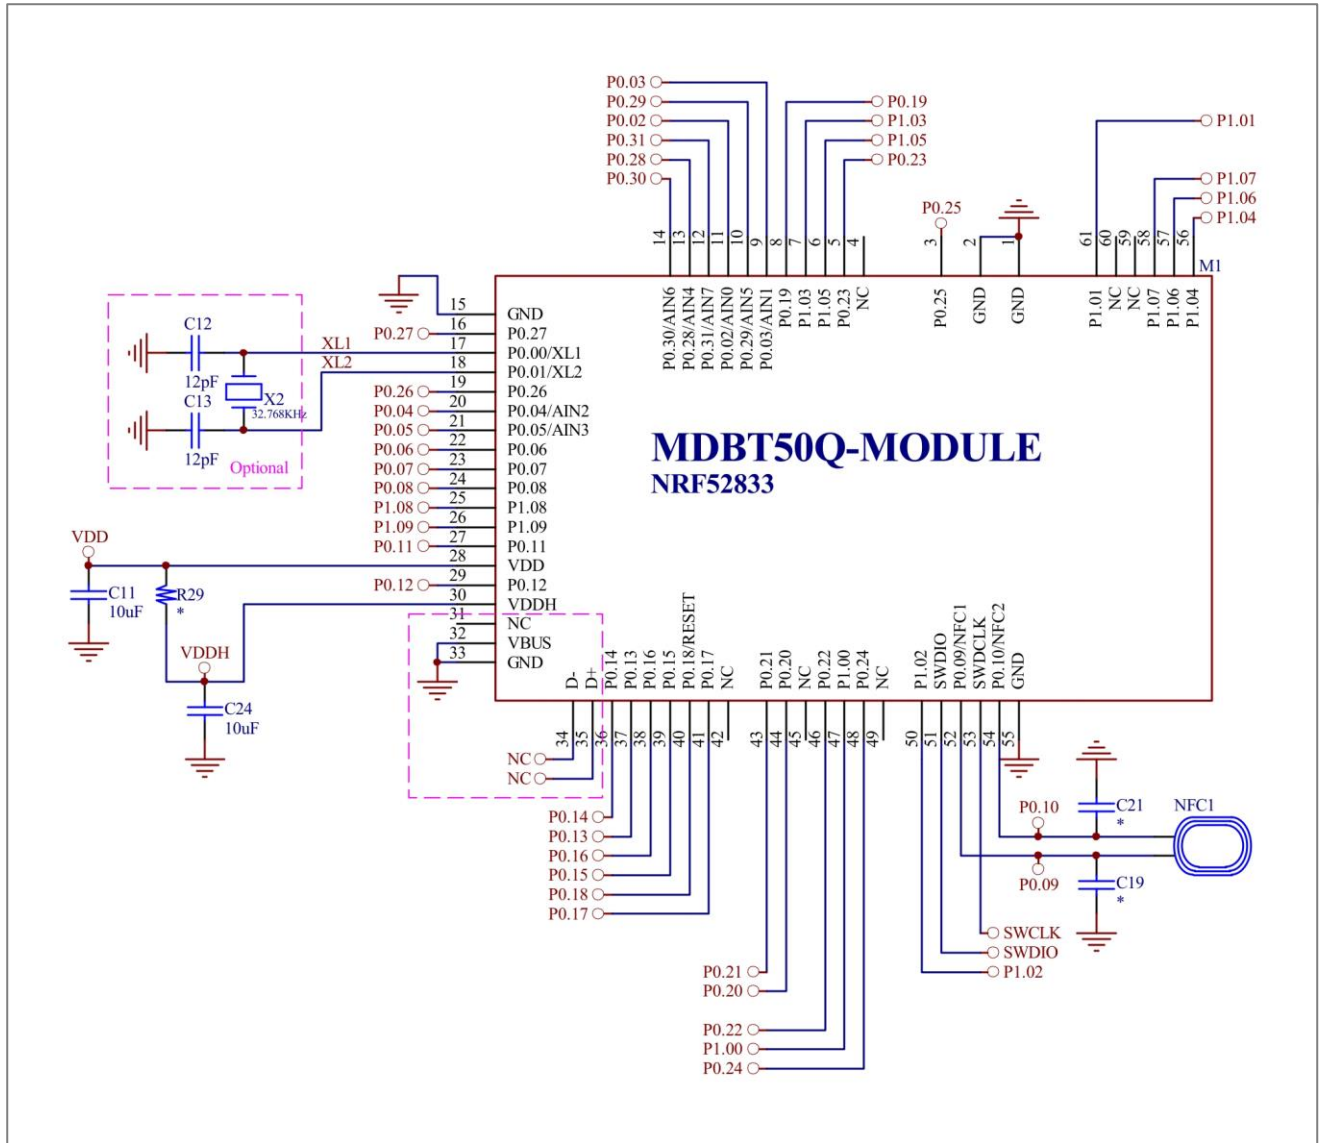 P0.03
P0.29
P0.02
P0.31
P0.28
P0.30
P0.19
P1.03
P1.05
P0.23
P1.01
P1.07
P1.06
P1.04
P0.25
14
13
12
11
10
9
8
7
6
5
4
3
2
1
61
60
59
58
57
56
M1
P0.30/AIN6
P0.28/AIN4
P0.31/AIN7
P0.02/AIN0
P0.29/AIN5
P0.03/AIN1
P0.19
P1.03
P1.05
P0.23
NC
P0.25
GND
GND
P1.01
NC
NC
P1.07
P1.06
P1.04
15 GND
P0.27 16 P0.27
XL1 17 P0.00/XL1
XL2 18 P0.01/XL2
P0.26 19 P0.26
P0.04 20 P0.04/AIN2
P0.05 21 P0.05/AIN3
P0.06 22 P0.06
P0.07 23 P0.07
P0.08 24 P0.08
P1.08 25 P1.08
P1.09 26 P1.09
P0.11 27 P0.11
28 VDD
P0.12 29 P0.12
30 VDDH
31 NC
32 VBUS
33 GND
C12
12pF
C13
12pF
X2
32.768KHz
Optional
MDBT50Q-MODULE
NRF52833
VDD
C11
10uF
R29
*
VDDH
C24
10uF
D-
D+
P0.14
P0.13
P0.16
P0.15
P0.18/RESET
P0.17
NC
P0.21
P0.20
NC
P0.22
P1.00
P0.24
NC
P1.02
SWDIO
P0.09/NFC1
SWDCLK
P0.10/NFC2
GND
34
35
36
37
38
39
40
41
42
43
44
45
46
47
48
49
50
51
52
53
54
55
NC
NC
P0.14
P0.13
P0.16
P0.15
P0.18
P0.17
P0.21
P0.20
P0.22
P1.00
P0.24
P0.10
C21
*
NFC1
P0.09
C19
*
SWCLK
SWDIO
P1.02